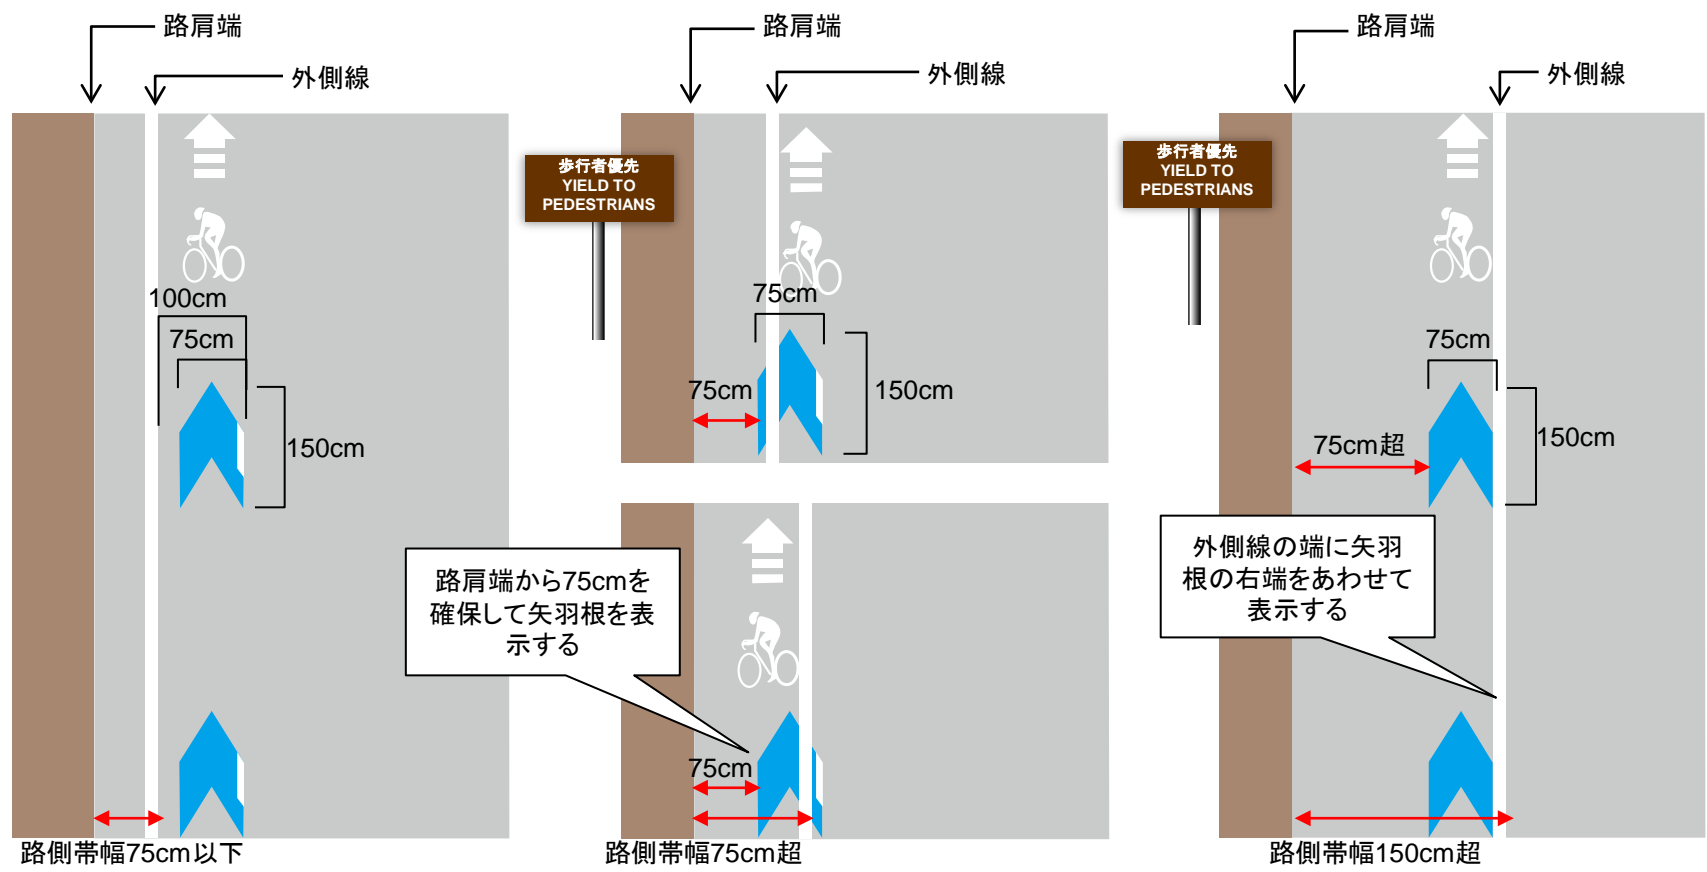 路肩端
外側線
100cm
75cm
150cm
路側帯幅75cm以下
路肩端
外側線
歩行者優先
YIELD TO
PEDESTRIANS
75cm
75cm
150cm
路肩端から75cmを
確保して矢羽根を表
示する
75cm
路側帯幅75cm超
路肩端
外側線
歩行者優先
YIELD TO
PEDESTRIANS
75cm
75cm超
150cm
外側線の端に矢羽
根の右端をあわせて
表示する
路側帯幅150cm超